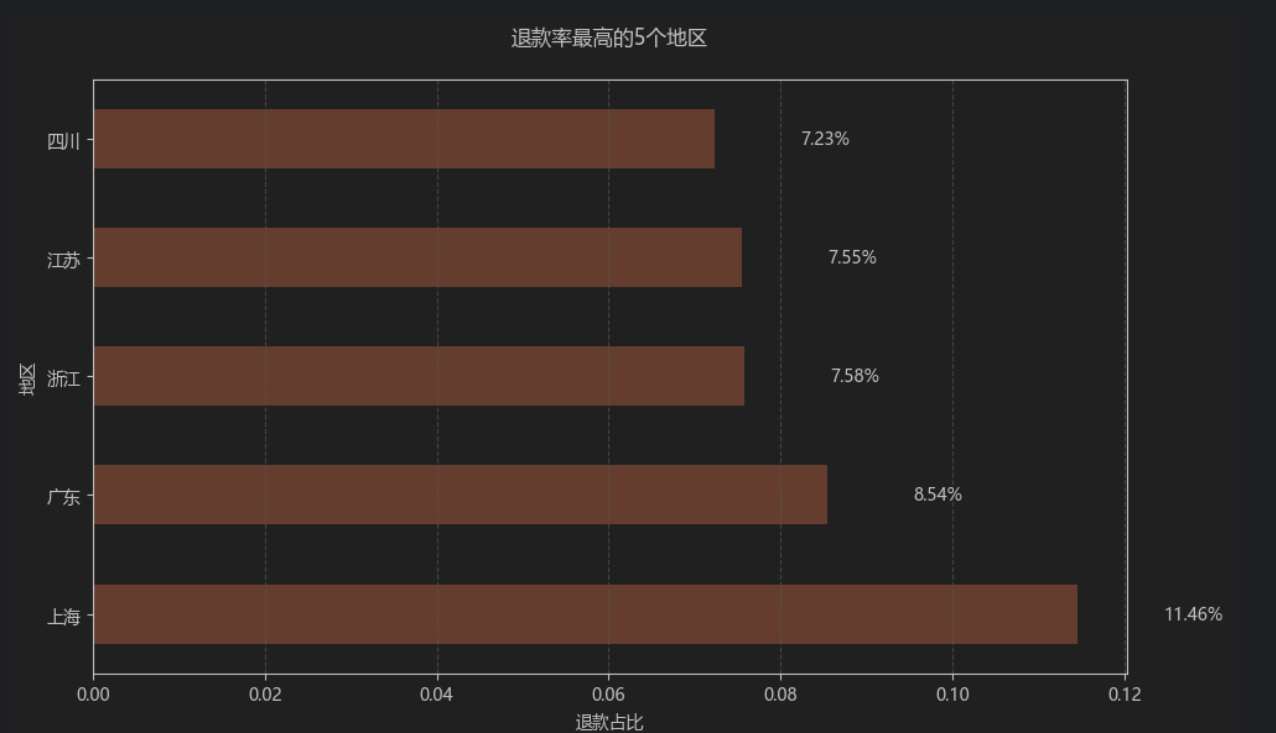 退款率最高的5个地区
四川
7.23%
江苏
7.55%
地区
浙江
7.58%
广东
8.54%
上海
11.46%
0.00 0.02 0.04 0.06 0.08 0.10 0.12
退款占比